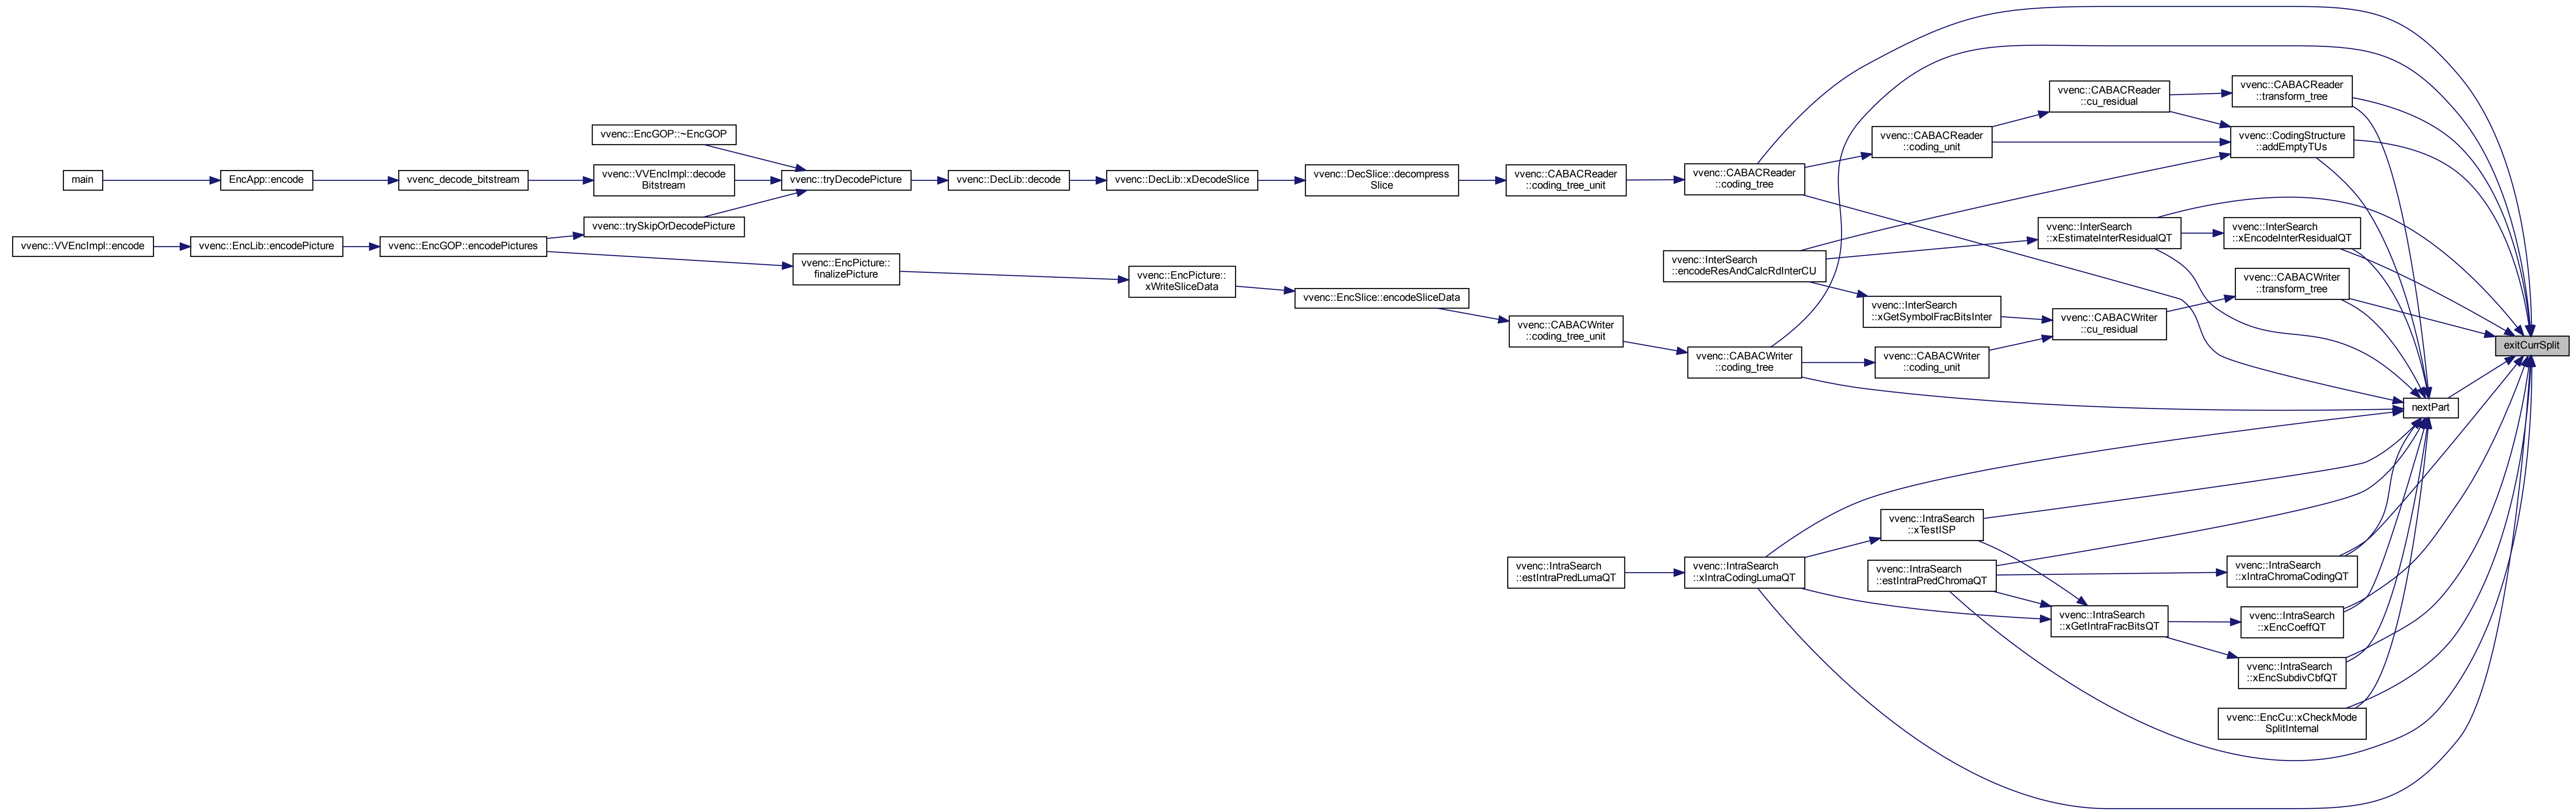 main
EncApp::encode
vvenc_decode_bitstream
vvenc::EncGOP::~EncGOP
vvenc::VVEncImpl::decode
Bitstream
vvenc::trySkipOrDecodePicture
vvenc::tryDecodePicture
vvenc::DecLib::decode
vvenc::DecLib::xDecodeSlice
vvenc::DecSlice::decompress
Slice
vvenc::CABACReader
::coding_tree_unit
vvenc::CABACReader
::coding_tree
vvenc::CABACReader
::coding_unit
vvenc::CABACReader
::cu_residual
vvenc::CABACReader
::transform_tree
vvenc::CodingStructure
::addEmptyTUs
vvenc::VVEncImpl::encode
vvenc::EncLib::encodePicture
vvenc::EncGOP::encodePictures
vvenc::EncPicture::
finalizePicture
vvenc::EncPicture::
xWriteSliceData
vvenc::EncSlice::encodeSliceData
vvenc::CABACWriter
::coding_tree_unit
vvenc::CABACWriter
::coding_tree
vvenc::CABACWriter
::coding_unit
vvenc::InterSearch
::encodeResAndCalcRdInterCU
vvenc::InterSearch
::xGetSymbolFracBitsInter
vvenc::InterSearch
::xEstimateInterResidualQT
vvenc::InterSearch
::xEncodeInterResidualQT
vvenc::CABACWriter
::cu_residual
vvenc::CABACWriter
::transform_tree
exitCurrSplit
nextPart
vvenc::IntraSearch
::estIntraPredLumaQT
vvenc::IntraSearch
::xIntraCodingLumaQT
vvenc::IntraSearch
::xTestISP
vvenc::IntraSearch
::estIntraPredChromaQT
vvenc::IntraSearch
::xGetIntraFracBitsQT
vvenc::IntraSearch
::xIntraChromaCodingQT
vvenc::IntraSearch
::xEncCoeffQT
vvenc::IntraSearch
::xEncSubdivCbfQT
vvenc::EncCu::xCheckMode
SplitInternal